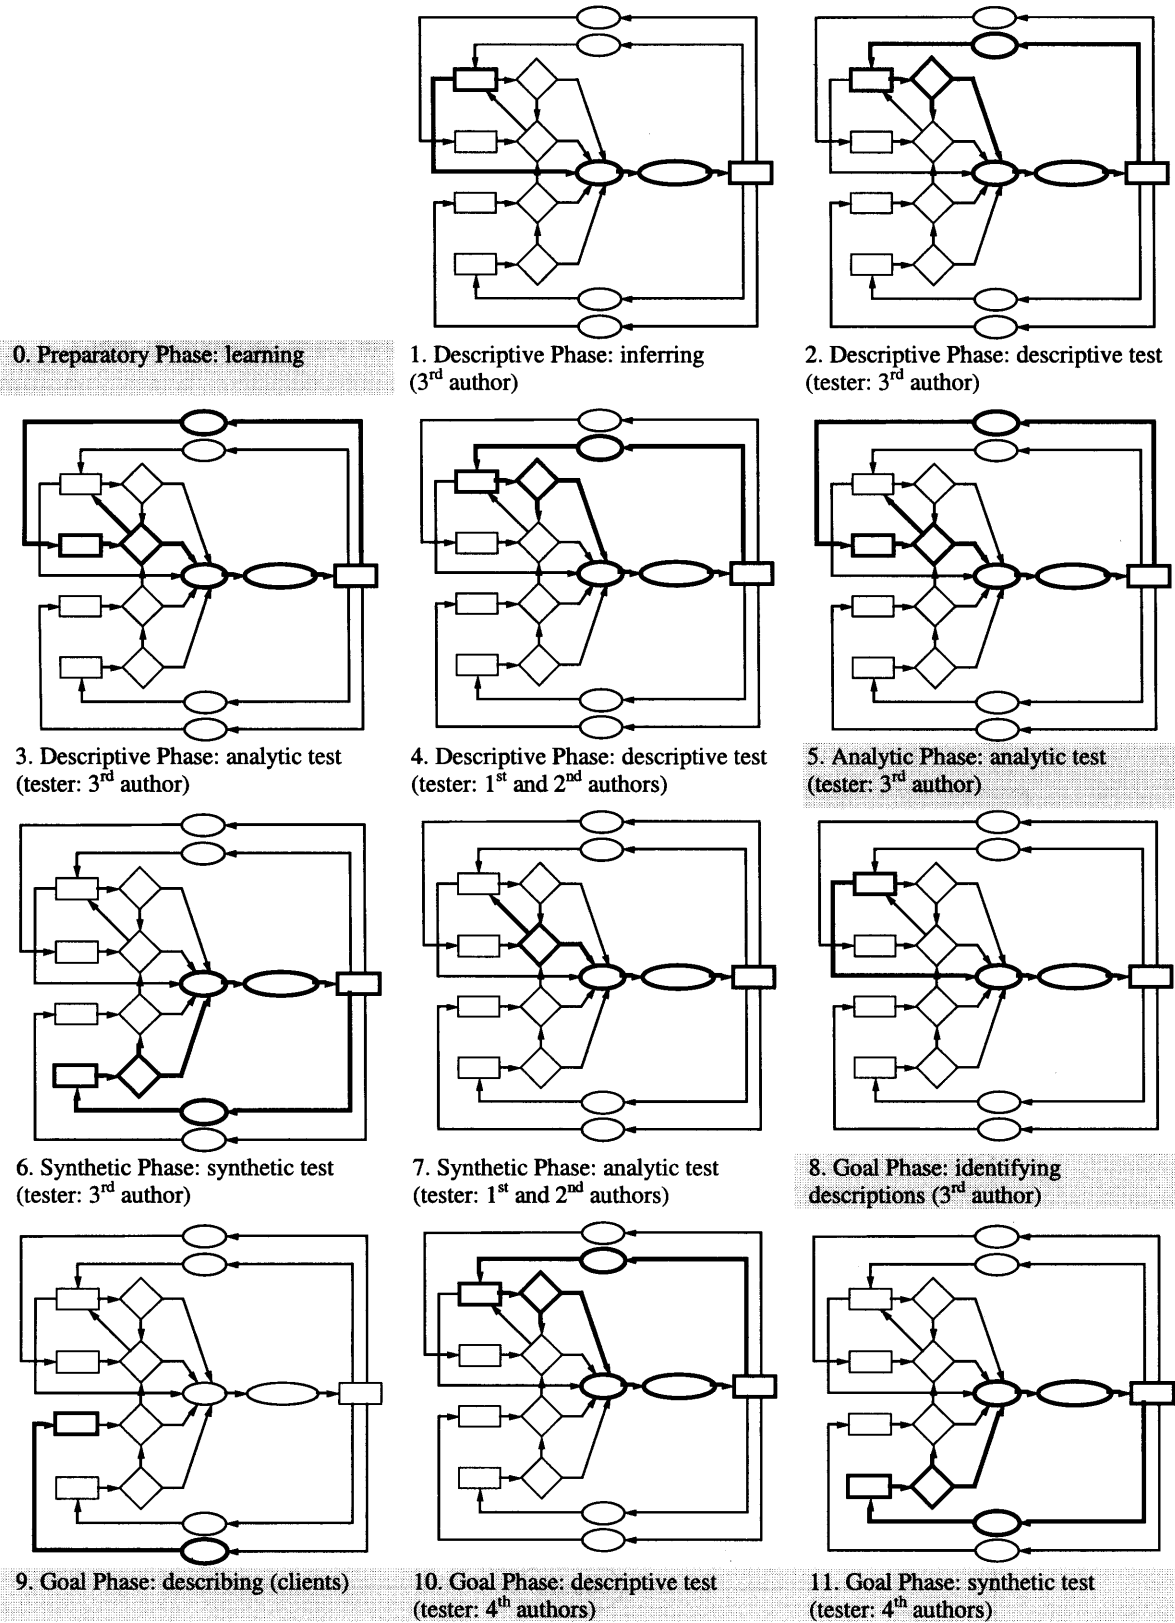 0. Preparatory Phase: learning
1. Descriptive Phase: inferring
(3rd author)
2. Descriptive Phase: descriptive test
(tester: 3rd author)
3. Descriptive Phase: analytic test
(tester: 3rd author)
4. Descriptive Phase: descriptive test
(tester: 1st and 2nd authors)
5. Analytic Phase: analytic test
(tester: 3rd author)
6. Synthetic Phase: synthetic test
(tester: 3rd author)
7. Synthetic Phase: analytic test
(tester: 1st and 2nd authors)
8. Goal Phase: identifying
descriptions (3rd author)
9. Goal Phase: describing (clients)
10. Goal Phase: descriptive test
(tester: 4th authors)
11. Goal Phase: synthetic test
(tester: 4th authors)